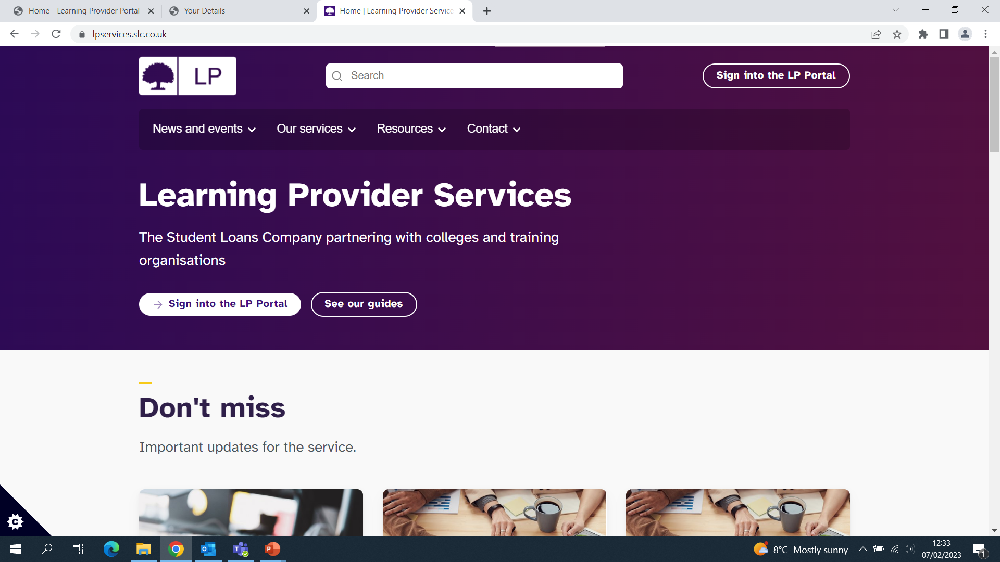 Home - Learning Provider Portal
Your Details
Home | Learning Provider Service
lpservices.slc.co.uk
LP
Search
Sign into the LP Portal
News and events
Our services
Resources
Contact
Learning Provider Services
The Student Loans Company partnering with colleges and training
organisations
Sign into the LP Portal
See our guides
Don't miss
Important updates for the service.
C
8°C Mostly sunny
12:33
07/02/2023
1